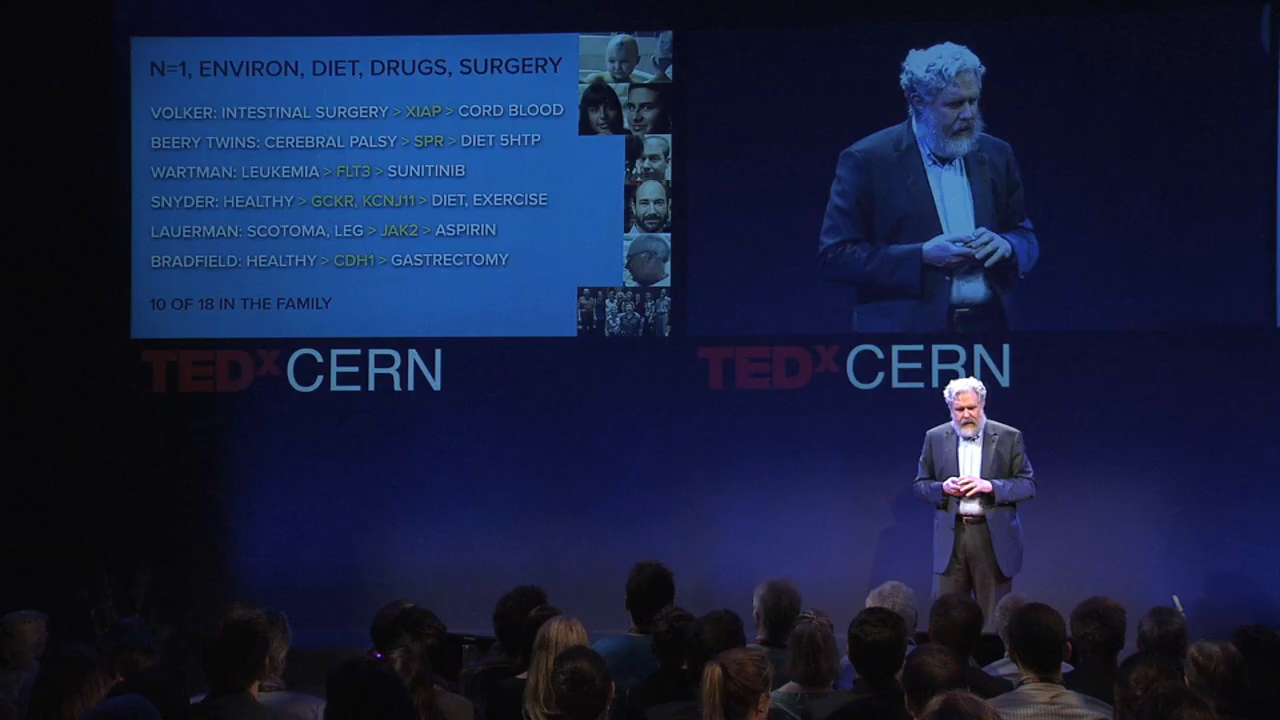 N=1, ENVIRON, DIET, DRUGS, SURGERY
VOLKER: INTESTINAL SURGERY > XIAP > CORD BLOOD
BEERY TWINS: CEREBRAL PALSY > SPR > DIET 5HTP
WARTMAN: LEUKEMIA > FLT3 > SUNITINIB
SNYDER: HEALTHY > GCKR, KCNJ11 > DIET, EXERCISE
LAUERMAN: SCOTOMA, LEG > JAK2 > ASPIRIN
BRADFIELD: HEALTHY > CDH1 > GASTRECTOMY
10 OF 18 IN THE FAMILY
TEDxCERN
TEDxCERN